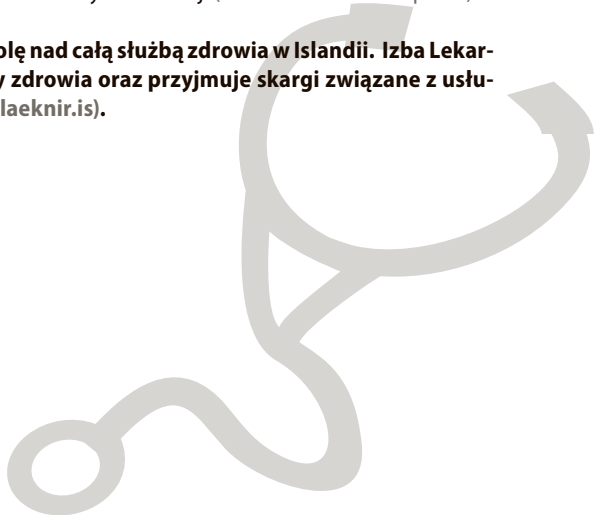 olę nad całą służbą zdrowia w Islandii. Izba Lekar-
y zdrowia oraz przyjmuje skargi związane z usłu-
laeknir.is).